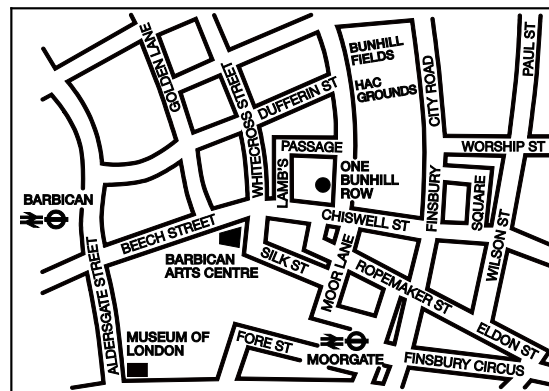 GOLDEN LANE
WHITECROSS STREET
DUFFERIN ST
BUNHILL
FIELDS
HAC
GROUNDS
CITY ROAD
PAUL ST
PASSAGE
LAMB'S
ONE
BUNHILL
ROW
WORSHIP ST
FINSBURY
SQUARE
BARBICAN
BEECH STREET
CHISWELL ST
WILSON ST
BARBICAN
ARTS CENTRE
SILK ST
MOOR LANE
ROPEMAKER ST
ELDON ST
ALDERSGATE STREET
MUSEUM OF
LONDON
FORE ST
MOORGATE
FINSBURY CIRCUS